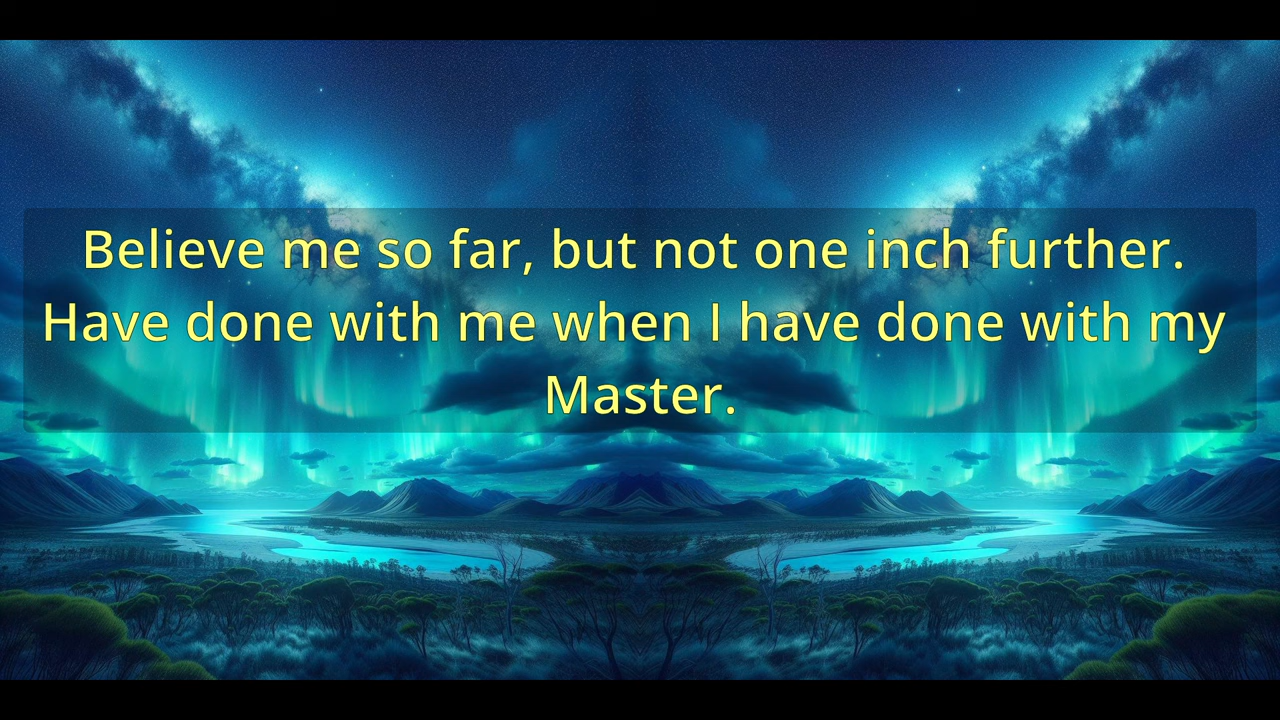 Believe me so far, but not one inch further.
Have done with me when I have done with my
Master.